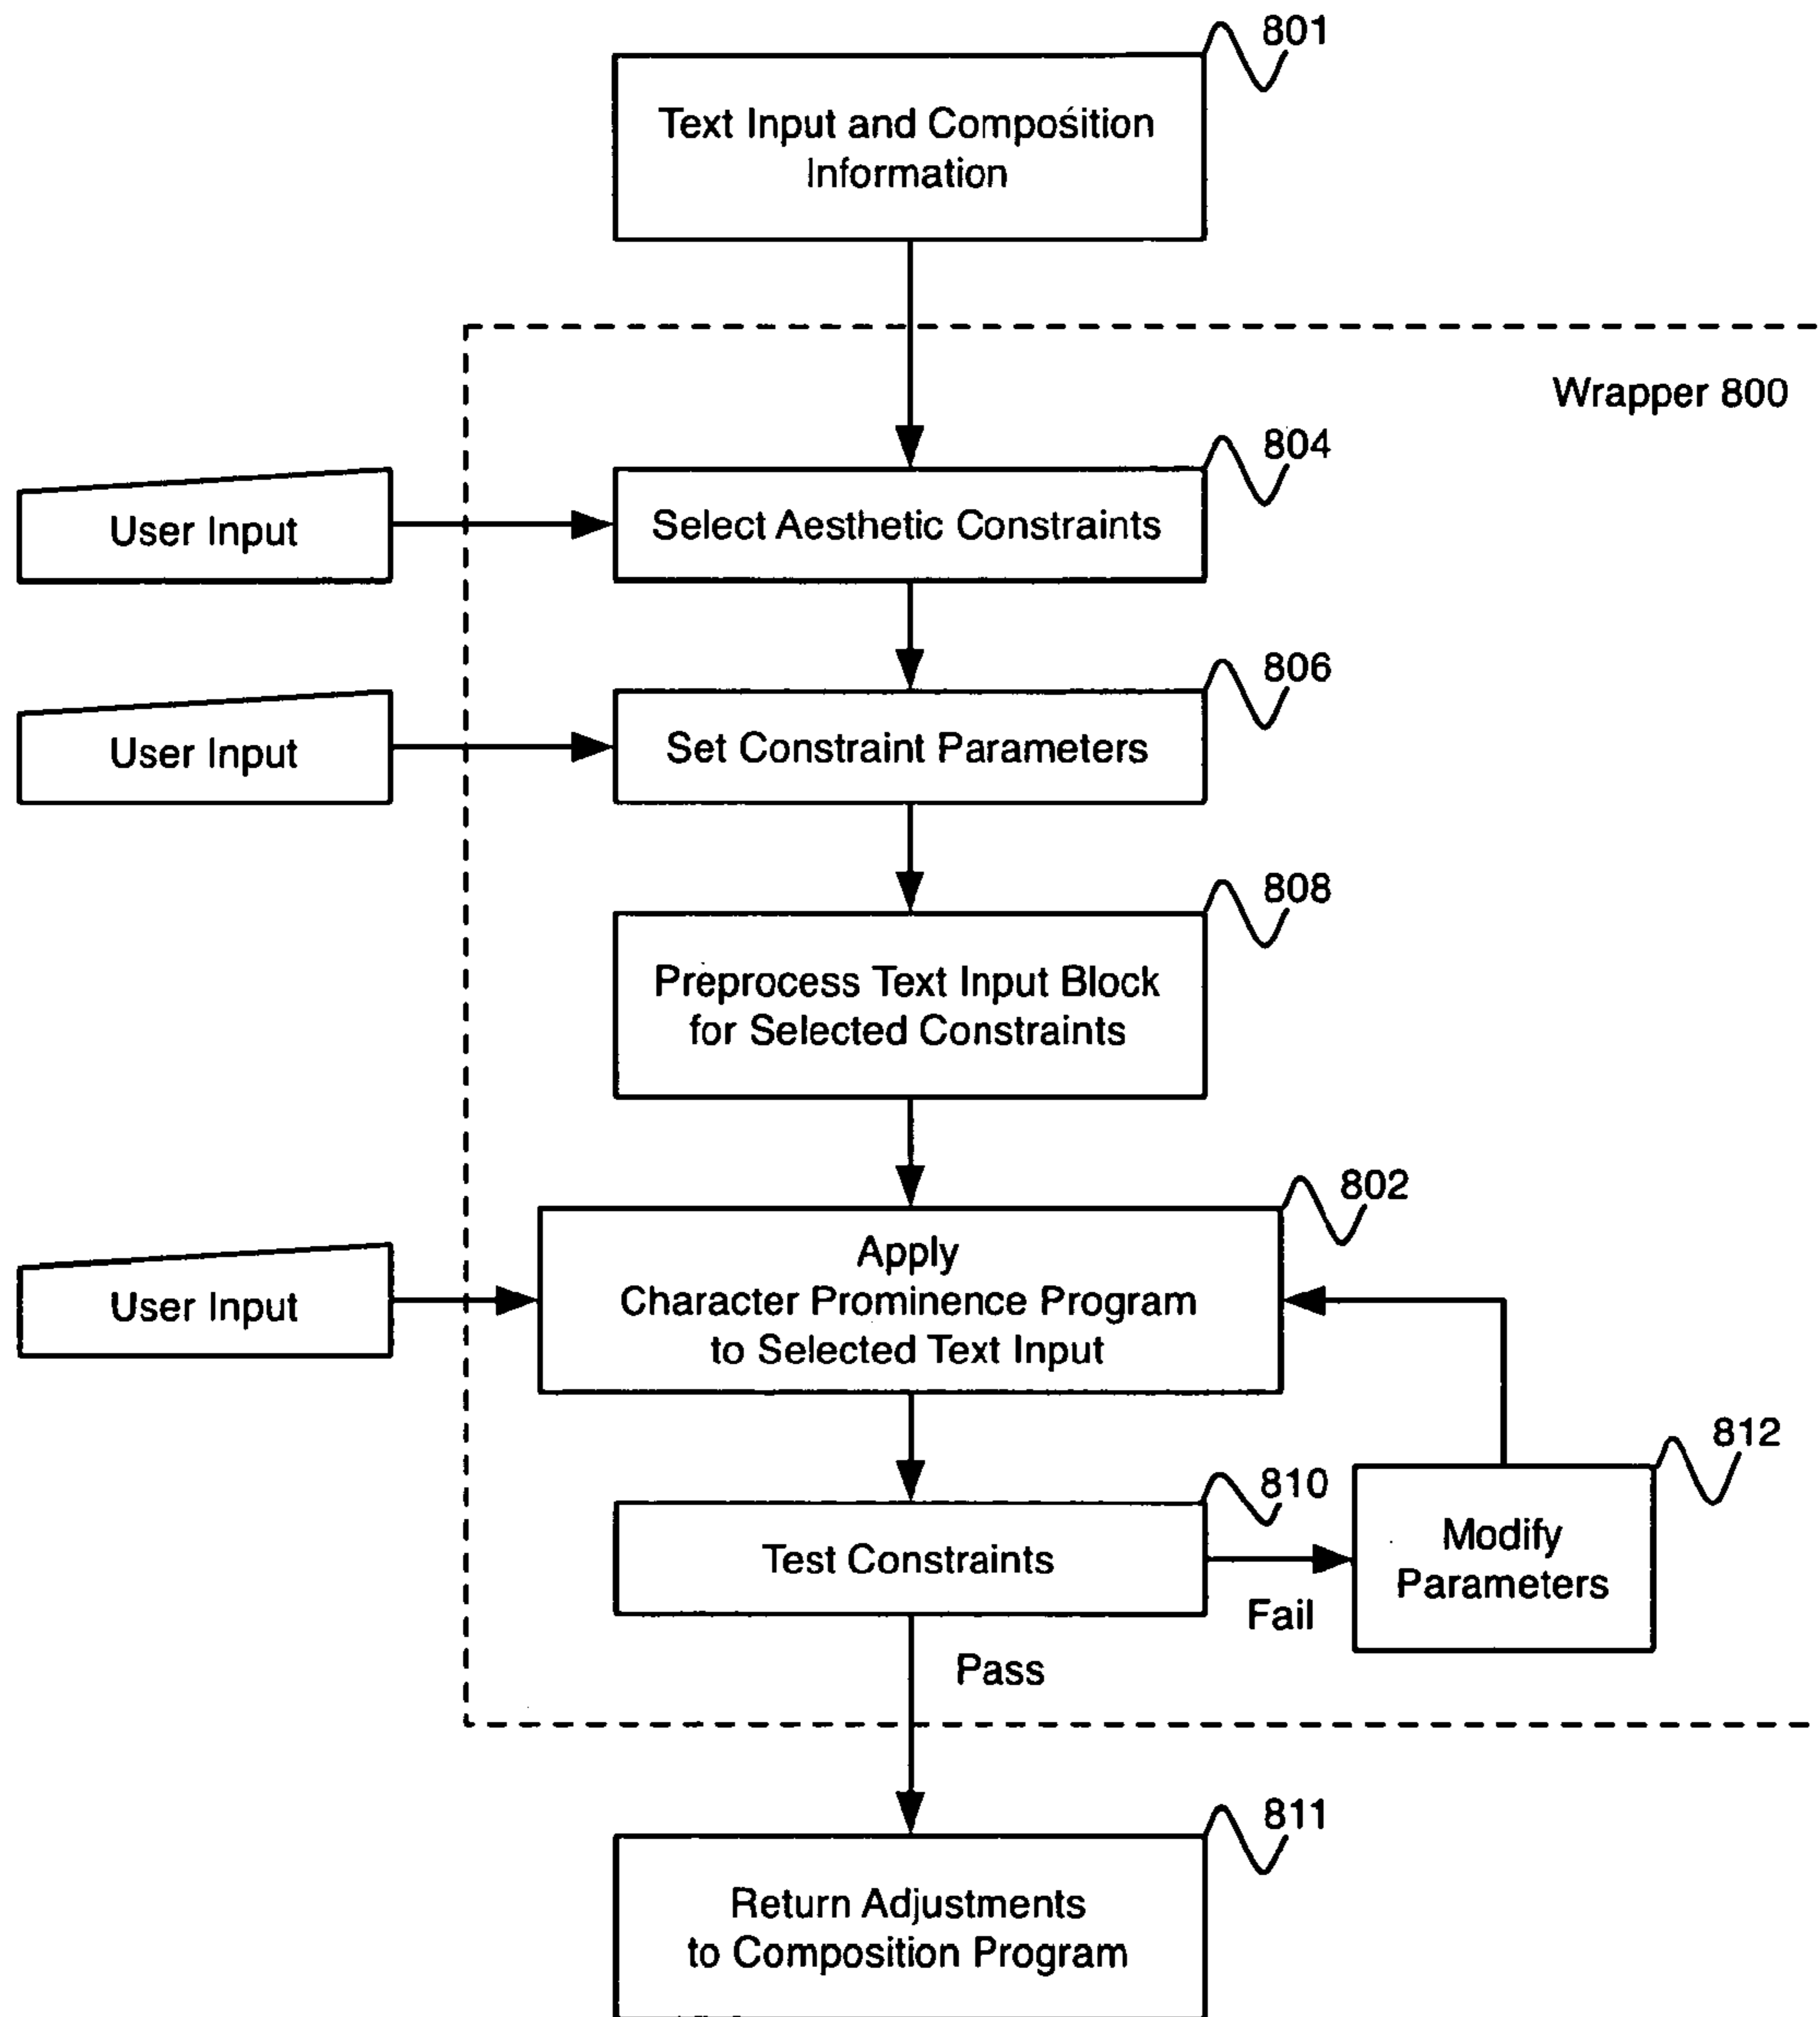 801
Text Input and Composition
Information
Wrapper 800
804
User Input
Select Aesthetic Constraints
806
User Input
Set Constraint Parameters
808
Preprocess Text Input Block
for Selected Constraints
802
Apply
Character Prominence Program
to Selected Text Input
User Input
812
810
Test Constraints
Modify
Parameters
Fail
Pass
811
Return Adjustments
to Composition Program